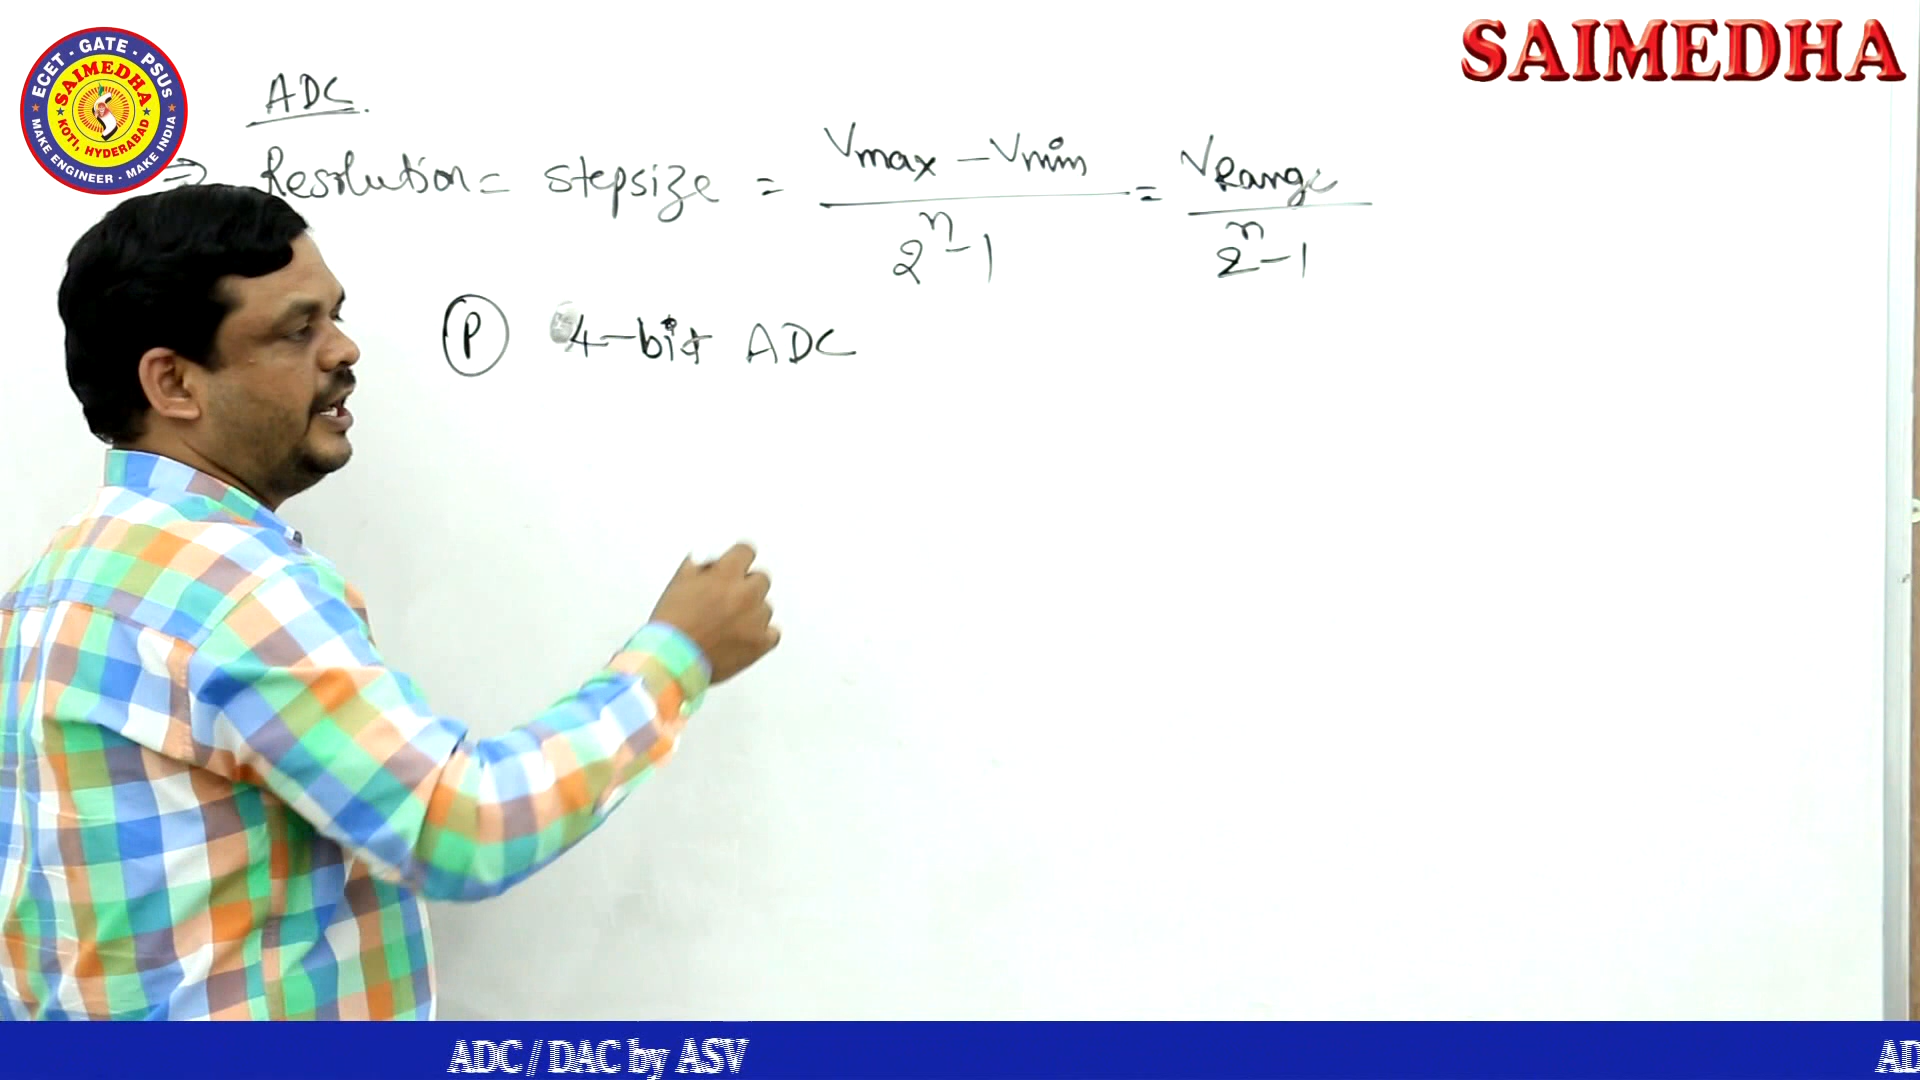 SAIMEDHA
ECET - GATE - PSUS
SAIMEDHA
KOTI, HYDERABAD
MAKE ENGINEER - MAKE INDIA
ADC.
⇒ Resolution = stepsize = Vmax - Vmin / 2^n - 1 = VRange / 2^n - 1
P 4-bit ADC
ADC / DAC by ASV
AD